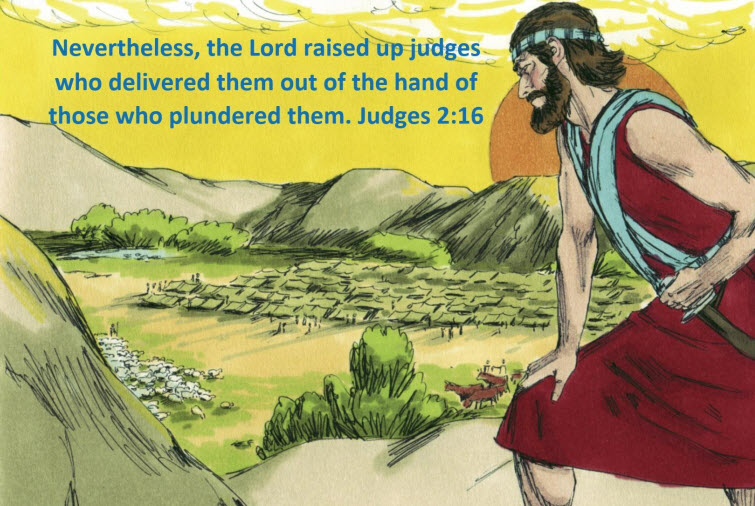 Nevertheless, the Lord raised up judges
who delivered them out of the hand of
those who plundered them. Judges 2:16